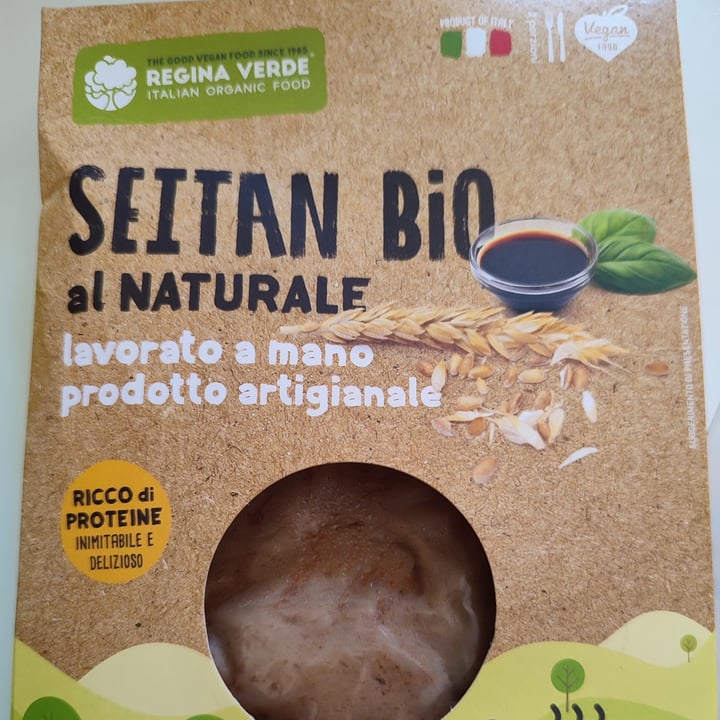 THE GOOD VEGAN FOOD SINCE 1985
REGINA VERDE
ITALIAN ORGANIC FOOD
PRODUCT OF ITALY
Vegan
FOOD
SEITAN BiO
al NATURALE
lavorato a mano
prodotto artigianale
SUGGERIMENTO DI PRESENTAZIONE
RICCO di
PROTEINE
INIMITABILE E
DELIZIOSO